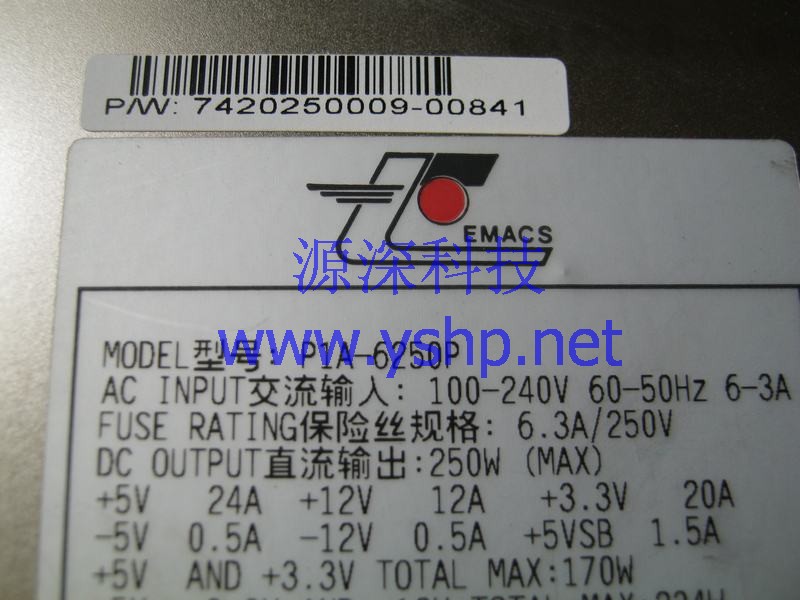 P/W: 7420250009-00841
EMACS
源深科技
www.yshp.net
MODEL型号: P1A-6250P
AC INPUT交流输入: 100-240V 60-50Hz 6-3A
FUSE RATING保险丝规格: 6.3A/250V
DC OUTPUT直流输出:250W (MAX)
+5V 24A +12V 12A +3.3V 20A
-5V 0.5A -12V 0.5A +5VSB 1.5A
+5V AND +3.3V TOTAL MAX:170W